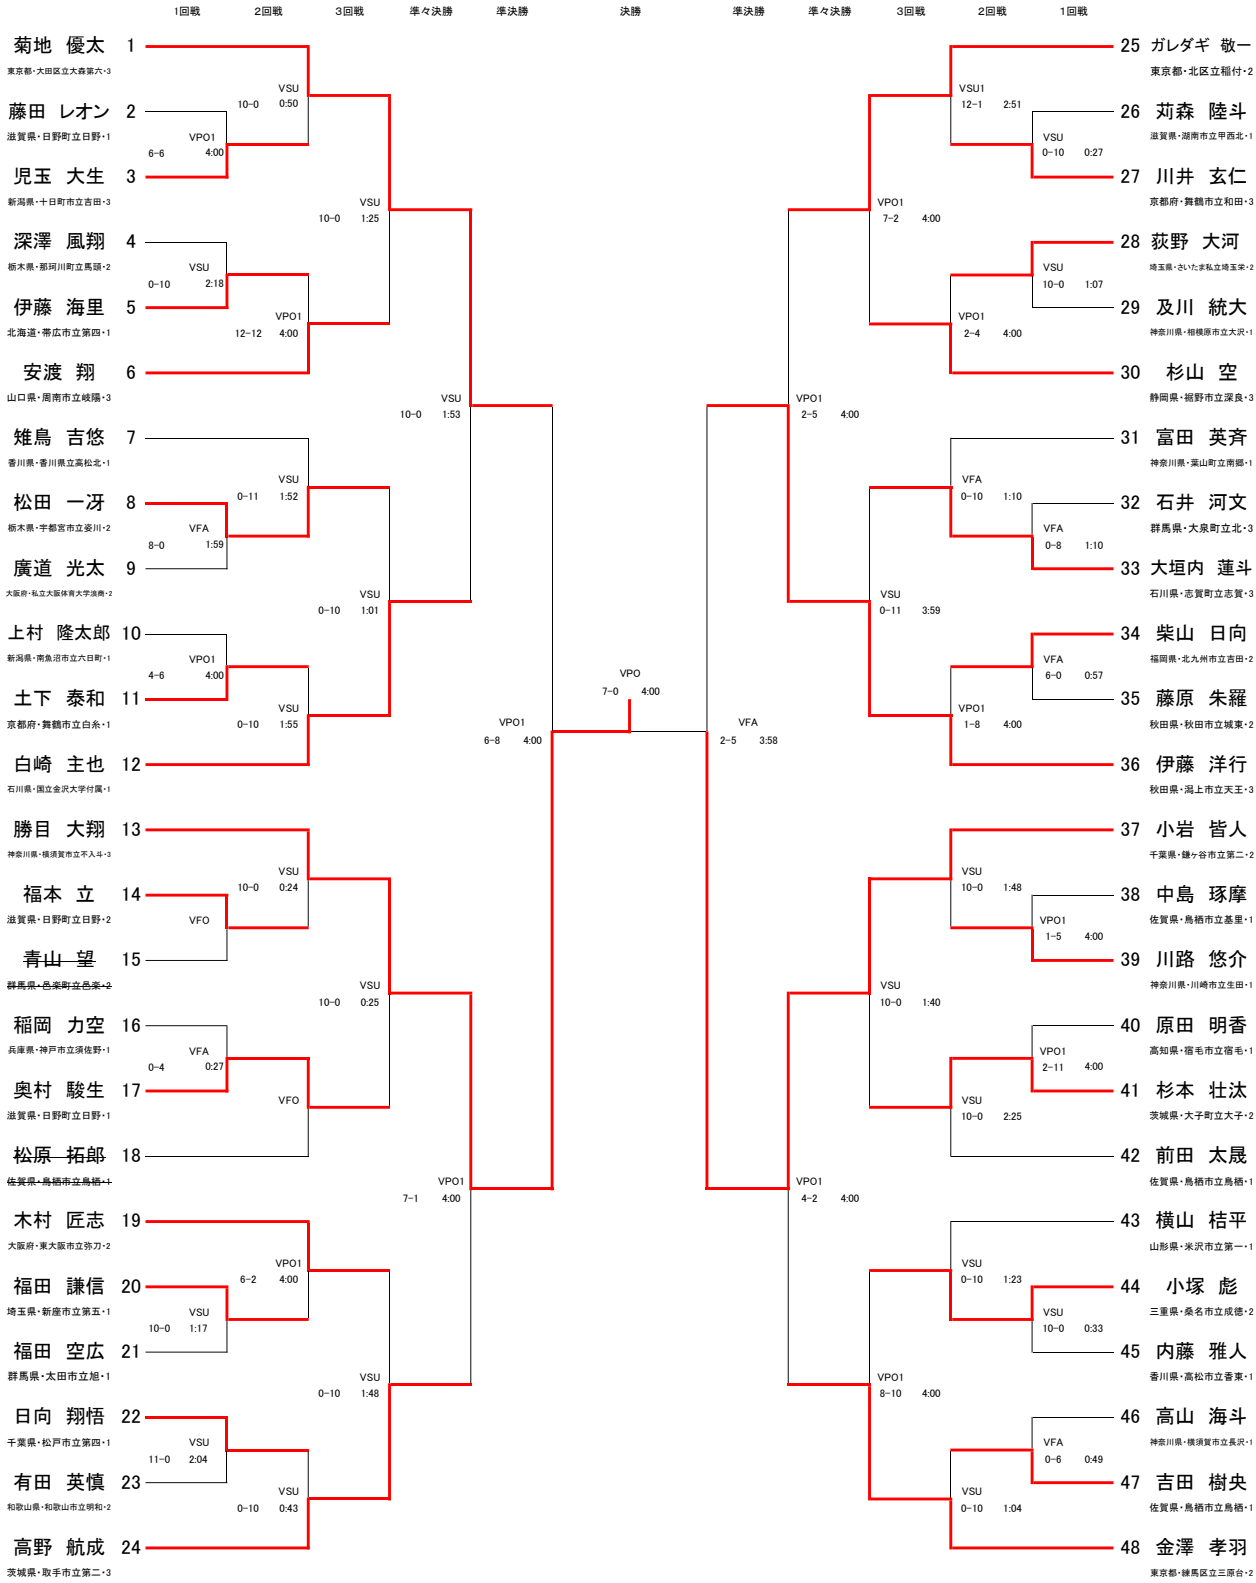 1回戦 2回戦 3回戦 準々決勝 準決勝 決勝 準決勝 準々決勝 3回戦 2回戦 1回戦
菊地 優太 1
東京都・大田区立大森第六・3
藤田 レオン 2
滋賀県・日野町立日野・1
児玉 大生 3
新潟県・十日町市立吉田・3
深澤 風翔 4
栃木県・那珂川町立馬頭・2
伊藤 海里 5
北海道・帯広市立第四・1
安渡 翔 6
山口県・周南市立岐陽・3
雉鳥 吉悠 7
香川県・香川県立高松北・1
松田 一冴 8
栃木県・宇都宮市立姿川・2
廣道 光太 9
大阪府・私立大阪体育大学浪商・2
上村 隆太郎 10
新潟県・南魚沼市立六日町・1
土下 泰和 11
京都府・舞鶴市立白糸・1
白崎 主也 12
石川県・国立金沢大学付属・1
勝目 大翔 13
神奈川県・横須賀市立不入斗・3
福本 立 14
滋賀県・日野町立日野・2
青山 望 15
群馬県・邑楽町立邑楽・2
稲岡 力空 16
兵庫県・神戸市立須佐野・1
奥村 駿生 17
滋賀県・日野町立日野・1
松原 拓郎 18
佐賀県・鳥栖市立鳥栖・1
木村 匠志 19
大阪府・東大阪市立弥刀・2
福田 謙信 20
埼玉県・新座市立第五・1
福田 空広 21
群馬県・太田市立旭・1
日向 翔悟 22
千葉県・松戸市立第四・1
有田 英慎 23
和歌山県・和歌山市立明和・2
高野 航成 24
茨城県・取手市立第二・3
VPO1
6-6 4:00
VSU
0-10 2:18
VFA
8-0 1:59
VPO1
4-6 4:00
VFO
VFA
0-4 0:27
VSU
10-0 1:17
VSU
11-0 2:04
VSU
10-0 0:50
VPO1
12-12 4:00
VSU
0-11 1:52
VSU
0-10 1:55
VSU
10-0 0:24
VFO
VPO1
6-2 4:00
VSU
0-10 0:43
VSU
10-0 1:25
VSU
0-10 1:01
VSU
10-0 0:25
VSU
0-10 1:48
VSU
10-0 1:53
VPO1
7-1 4:00
VPO1
6-8 4:00
VPO
7-0 4:00
VFA
2-5 3:58
VPO1
2-5 4:00
VPO1
4-2 4:00
VPO1
7-2 4:00
VSU
0-11 3:59
VSU
10-0 1:40
VPO1
8-10 4:00
VSU1
12-1 2:51
VPO1
2-4 4:00
VFA
0-10 1:10
VPO1
1-8 4:00
VSU
10-0 1:48
VSU
10-0 2:25
VSU
0-10 1:23
VSU
0-10 1:04
VSU
0-10 0:27
VSU
10-0 1:07
VFA
0-8 1:10
VFA
6-0 0:57
VPO1
1-5 4:00
VPO1
2-11 4:00
VSU
10-0 0:33
VFA
0-6 0:49
25 ガレダギ 敬一
東京都・北区立稲付・2
26 苅森 陸斗
滋賀県・湖南市立甲西北・1
27 川井 玄仁
京都府・舞鶴市立和田・3
28 荻野 大河
埼玉県・さいたま私立埼玉栄・2
29 及川 統大
神奈川県・相模原市立大沢・1
30 杉山 空
静岡県・裾野市立深良・3
31 富田 英斉
神奈川県・葉山町立南郷・1
32 石井 河文
群馬県・大泉町立北・3
33 大垣内 蓮斗
石川県・志賀町立志賀・3
34 柴山 日向
福岡県・北九州市立吉田・2
35 藤原 朱羅
秋田県・秋田市立城東・2
36 伊藤 洋行
秋田県・潟上市立天王・3
37 小岩 皆人
千葉県・鎌ヶ谷市立第二・2
38 中島 琢摩
佐賀県・鳥栖市立基里・1
39 川路 悠介
神奈川県・川崎市立生田・1
40 原田 明香
高知県・宿毛市立宿毛・1
41 杉本 壮汰
茨城県・大子町立大子・2
42 前田 太晟
佐賀県・鳥栖市立鳥栖・1
43 横山 桔平
山形県・米沢市立第一・1
44 小塚 彪
三重県・桑名市立成徳・2
45 内藤 雅人
香川県・高松市立香東・1
46 高山 海斗
神奈川県・横須賀市立長沢・1
47 吉田 樹央
佐賀県・鳥栖市立鳥栖・1
48 金澤 孝羽
東京都・練馬区立三原台・2